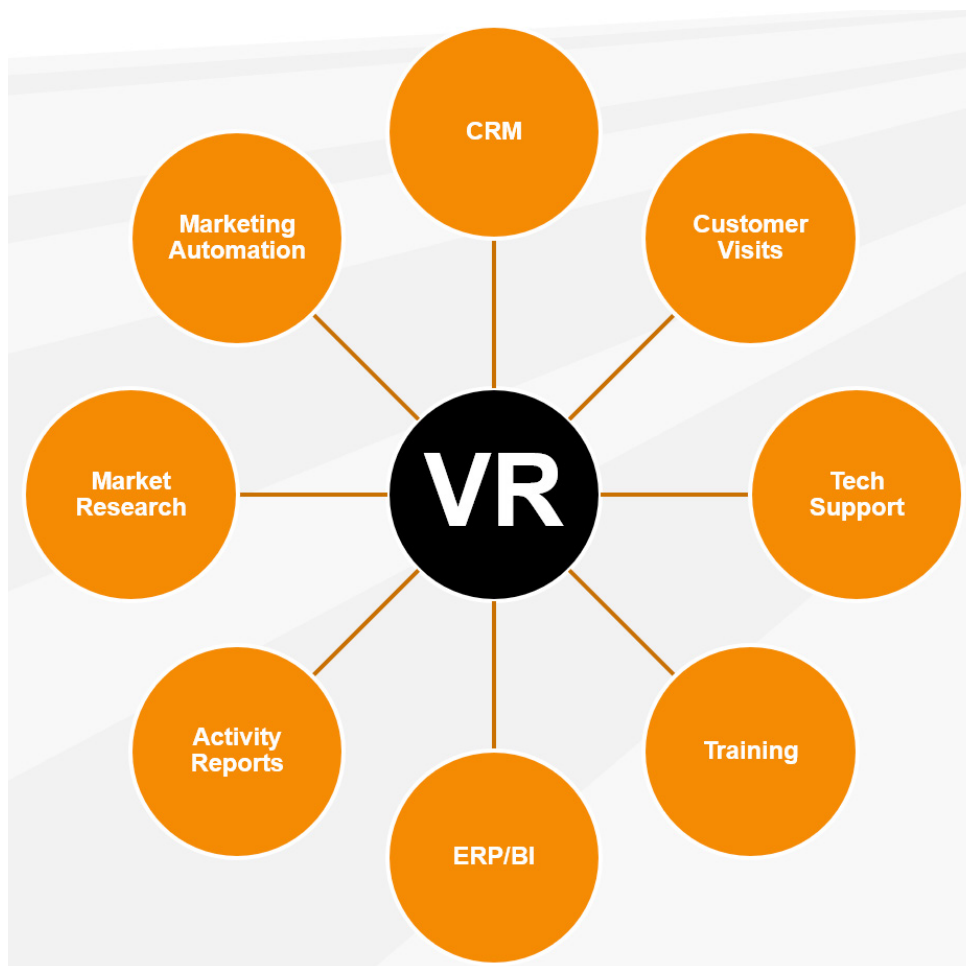 CRM
Marketing
Automation
Customer
Visits
Market
Research
VR
Tech
Support
Activity
Reports
Training
ERP/BI